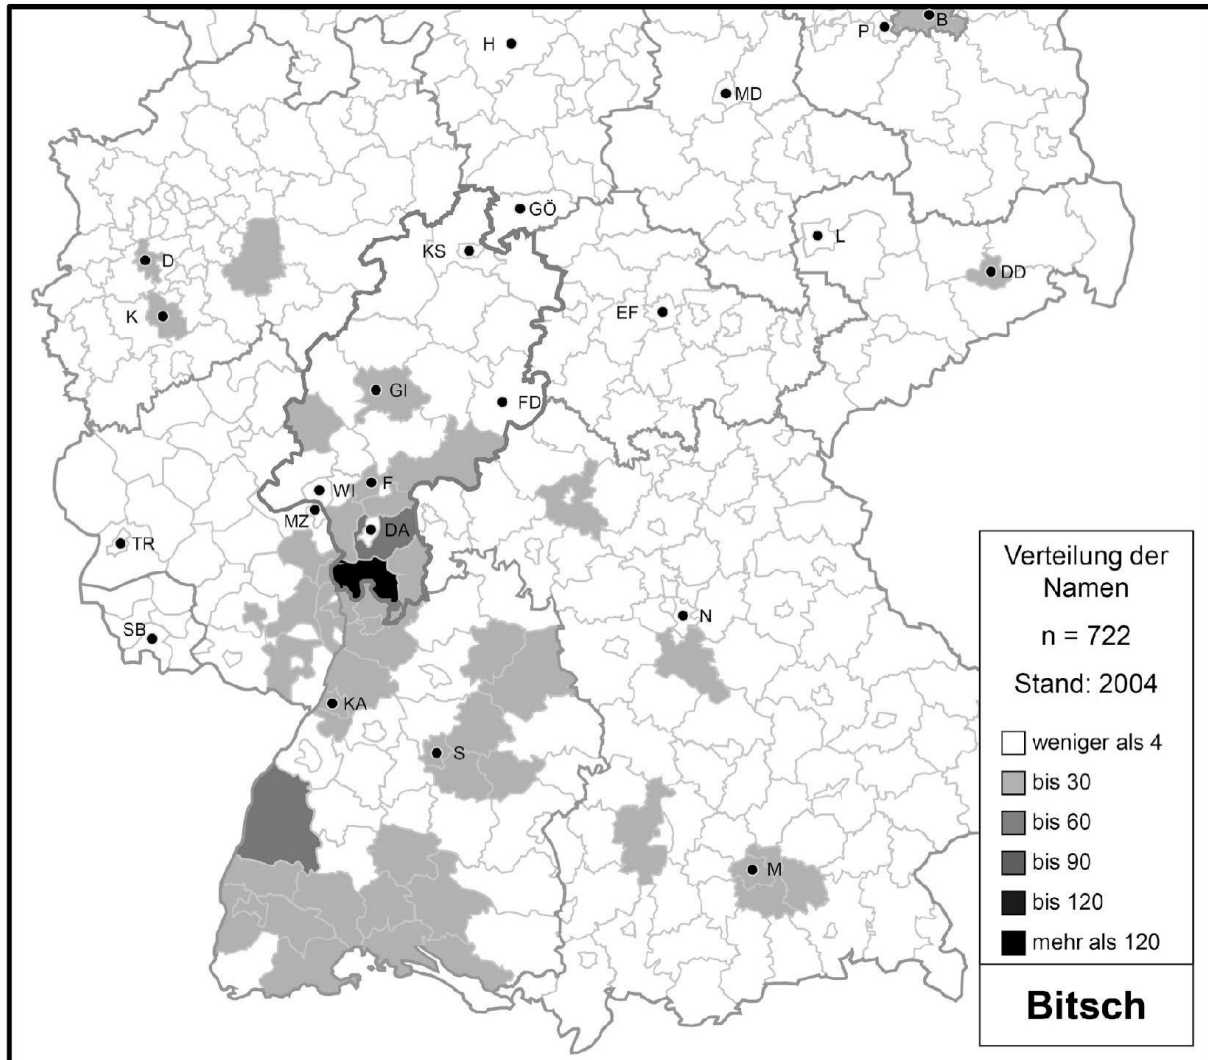 H
P
B
MD
GÖ
KS
L
D
DD
K
EF
GI
FD
WI
F
MZ
DA
TR
SB
N
KA
S
M
Verteilung der
Namen
n = 722
Stand: 2004
weniger als 4
bis 30
bis 60
bis 90
bis 120
mehr als 120
Bitsch